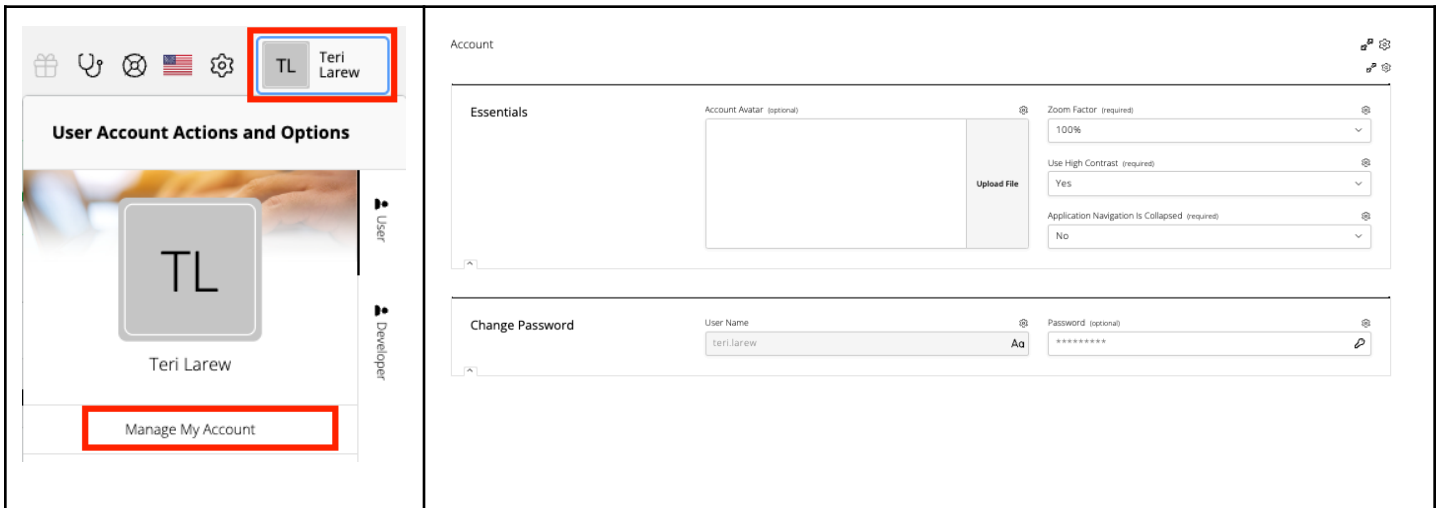 TL
Teri
Larew
User Account Actions and Options
TL
Teri Larew
Manage My Account
User
Developer
Account
Essentials
Account Avatar (optional)
Upload File
Zoom Factor (required)
100%
Use High Contrast (required)
Yes
Application Navigation Is Collapsed (required)
No
Change Password
User Name
teri.larew
Aa
Password (optional)
*********